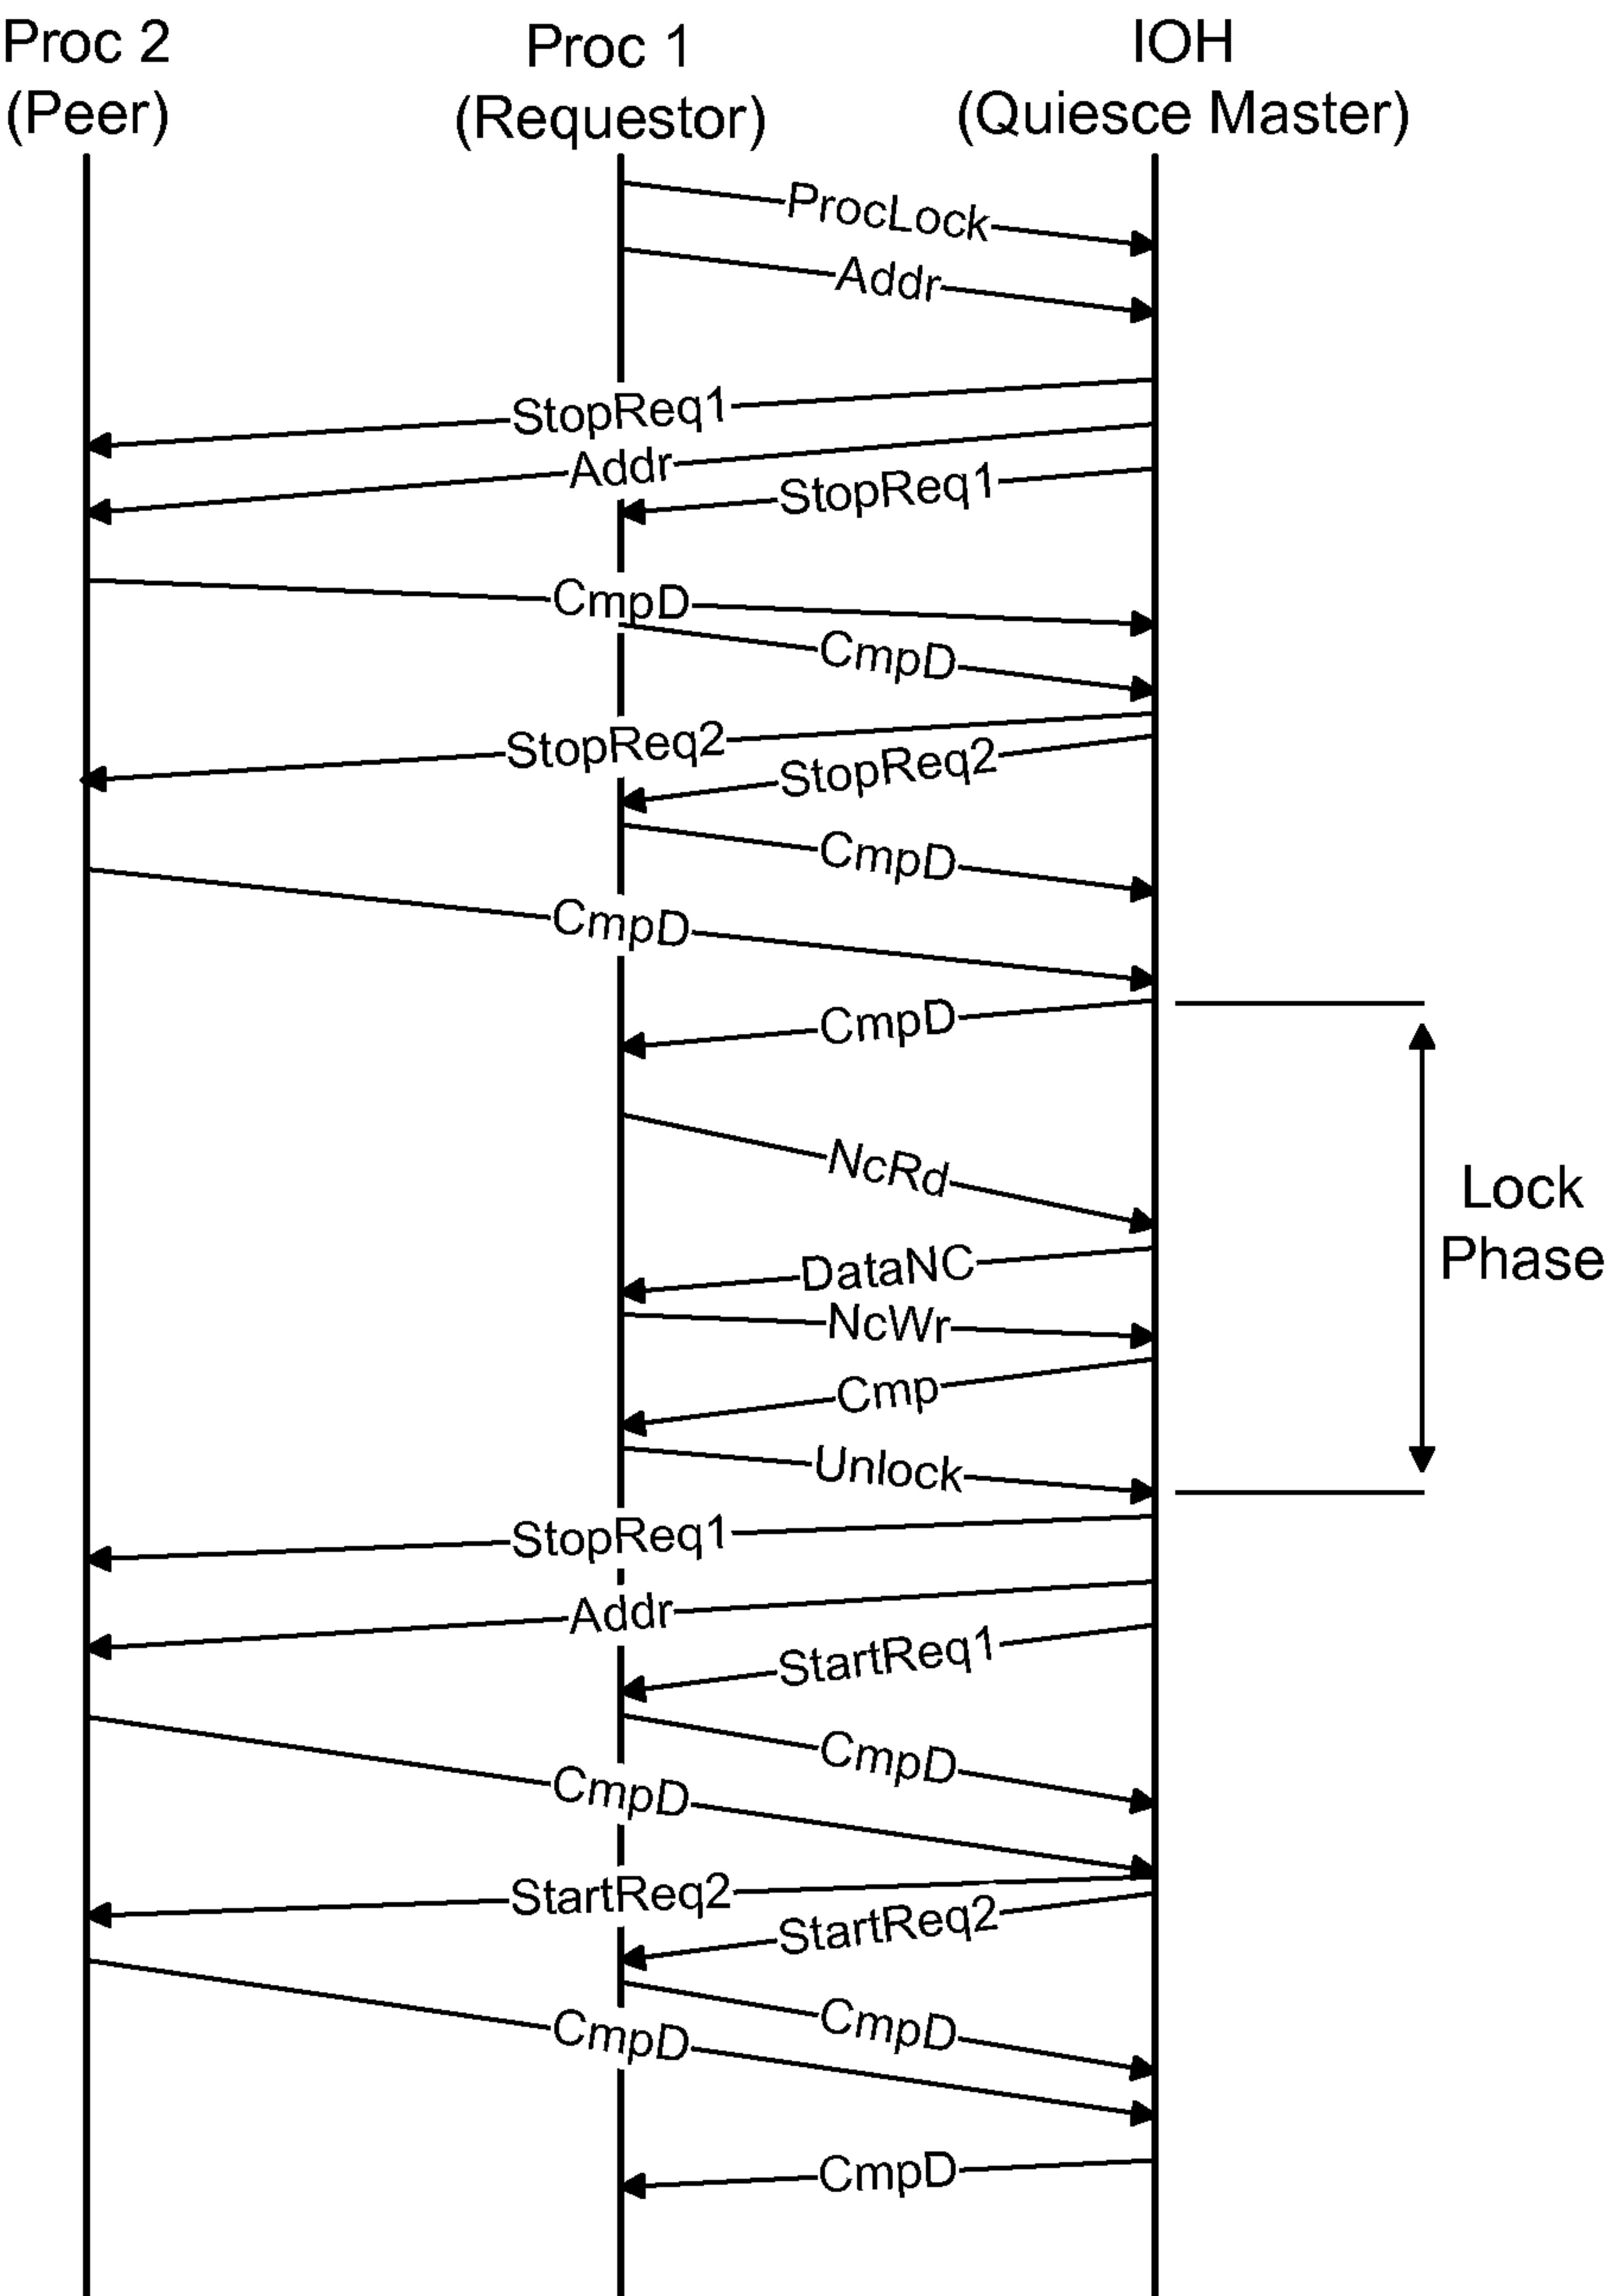 Proc 2
(Peer)
Proc 1
(Requestor)
IOH
(Quiesce Master)
ProcLock
Addr
StopReq1
Addr
StopReq1
CmpD
CmpD
StopReq2
StopReq2
CmpD
CmpD
CmpD
NcRd
DataNC
NcWr
Cmp
Unlock
Lock
Phase
StopReq1
Addr
StartReq1
CmpD
CmpD
StartReq2
StartReq2
CmpD
CmpD
CmpD